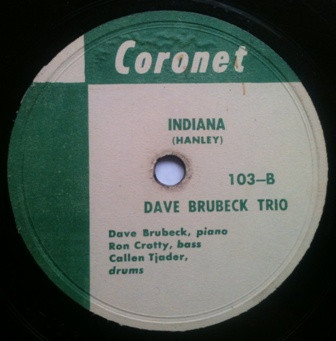 Coronet
INDIANA
(HANLEY)
103-B
DAVE BRUBECK TRIO
Dave Brubeck, piano
Ron Crotty, bass
Callen Tjader,
drums